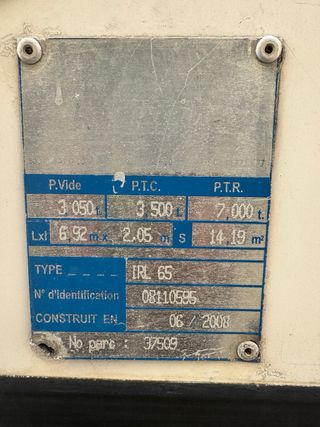 P.Vide P.T.C. P.T.R.
3 050 t. 3 500 t. 7 000 t.
Lxl 6.92 m x 2.05 m S 14.19 m²
TYPE _ _ _ _ IRL 65
N° d'identification 08110595
CONSTRUIT EN 06 / 2008
No parc : 37509